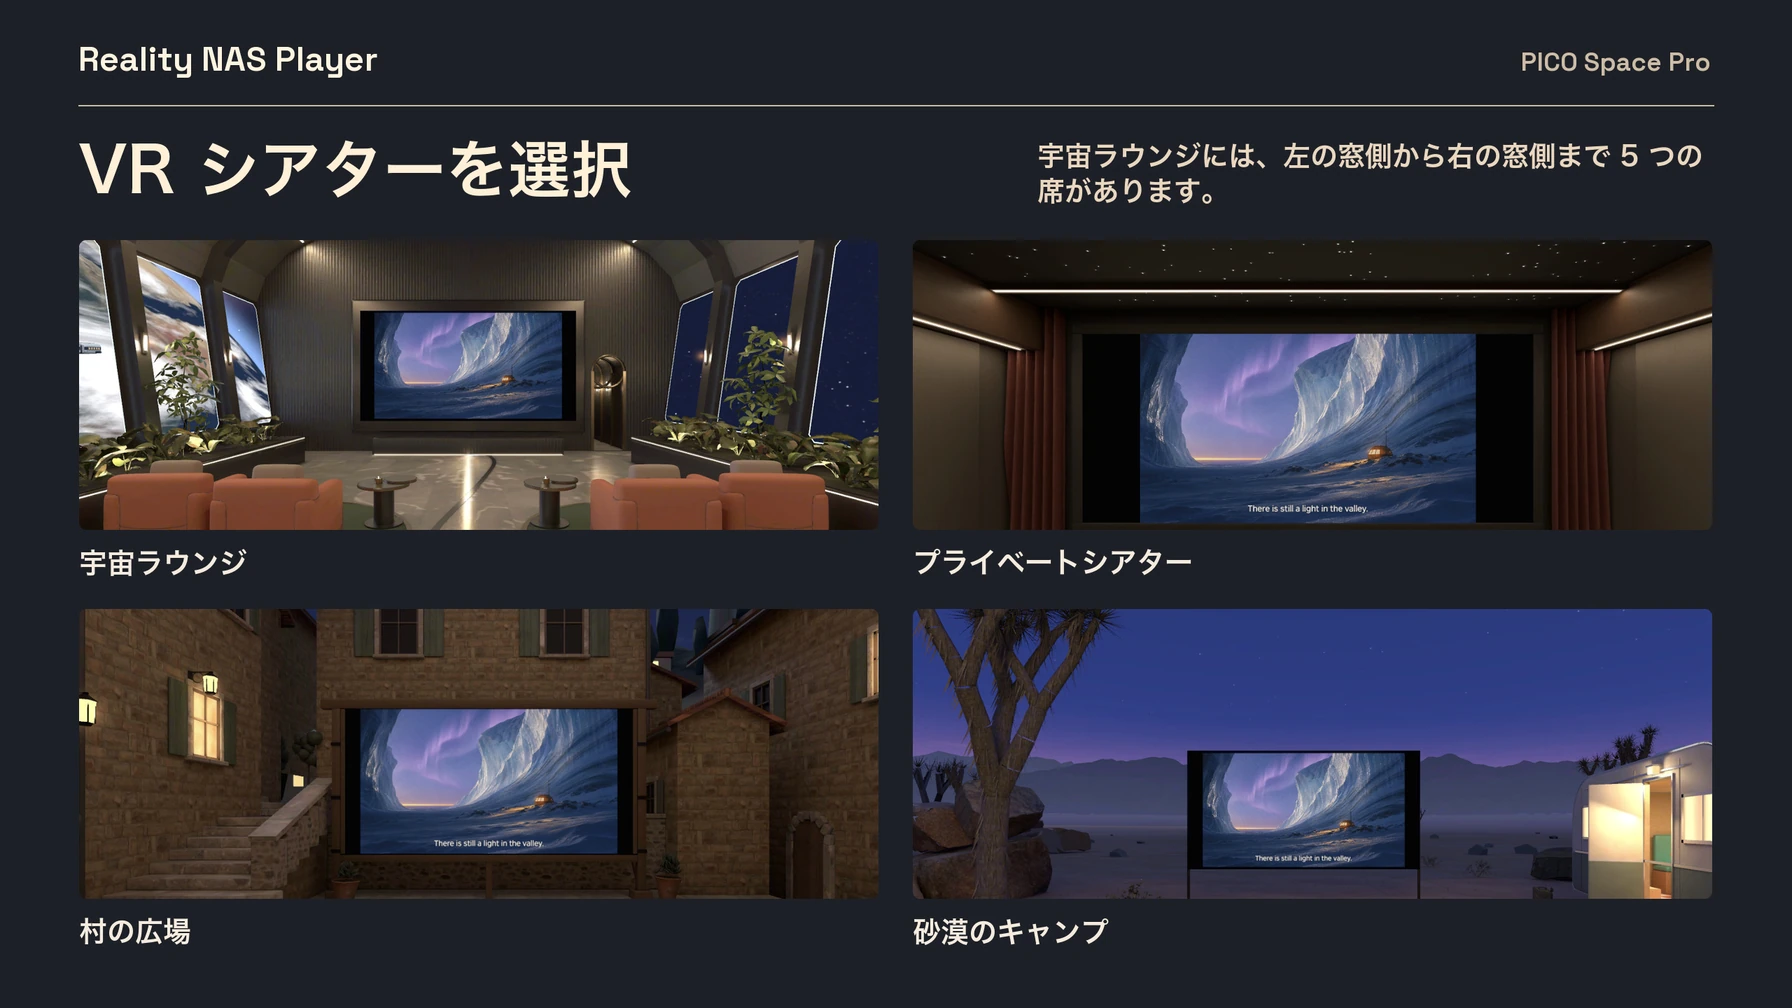 Reality NAS Player
PICO Space Pro
VR シアターを選択
宇宙ラウンジには、左の窓側から右の窓側まで 5 つの
席があります。
There is still a light in the valley.
宇宙ラウンジ
プライベートシアター
There is still a light in the valley.
There is still a light in the valley.
村の広場
砂漠のキャンプ